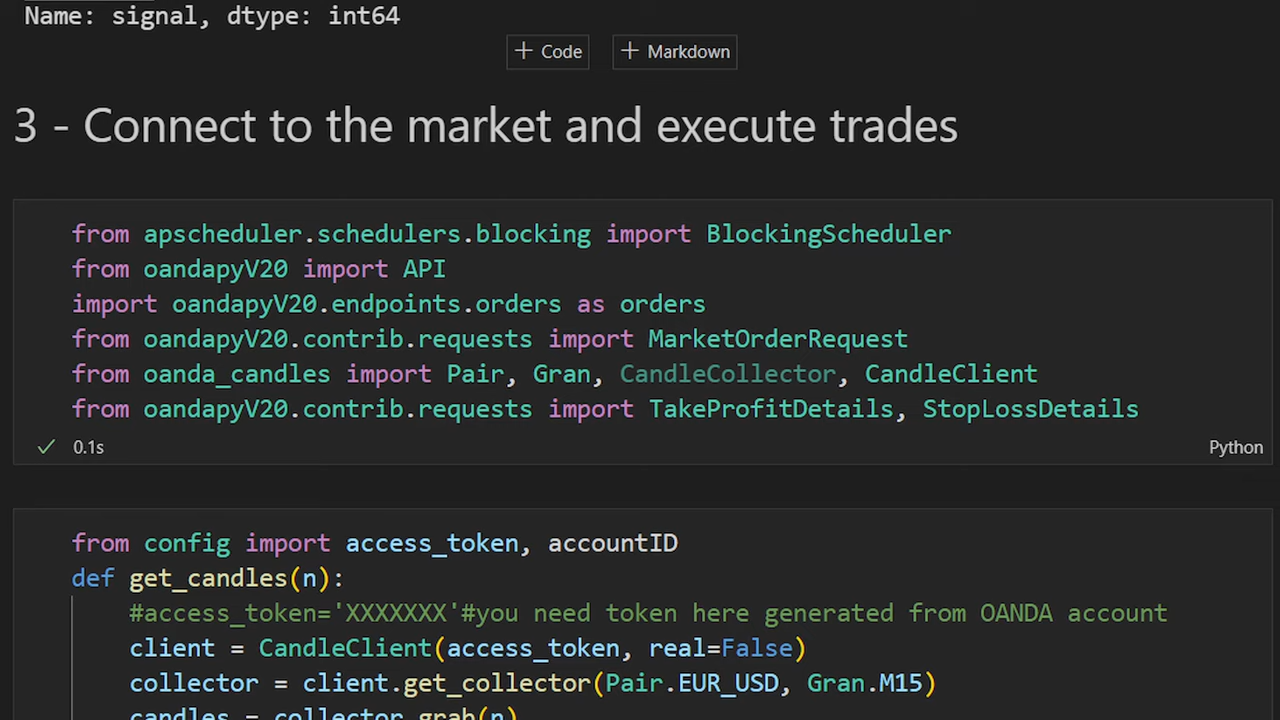 Name: signal, dtype: int64
+ Code + Markdown
3 - Connect to the market and execute trades
from apscheduler.schedulers.blocking import BlockingScheduler
from oandapyV20 import API
import oandapyV20.endpoints.orders as orders
from oandapyV20.contrib.requests import MarketOrderRequest
from oanda_candles import Pair, Gran, CandleCollector, CandleClient
from oandapyV20.contrib.requests import TakeProfitDetails, StopLossDetails
✓ 0.1s Python
from config import access_token, accountID
def get_candles(n):
#access_token='XXXXXXX'#you need token here generated from OANDA account
client = CandleClient(access_token, real=False)
collector = client.get_collector(Pair.EUR_USD, Gran.M15)
candles = collector.grab(n)